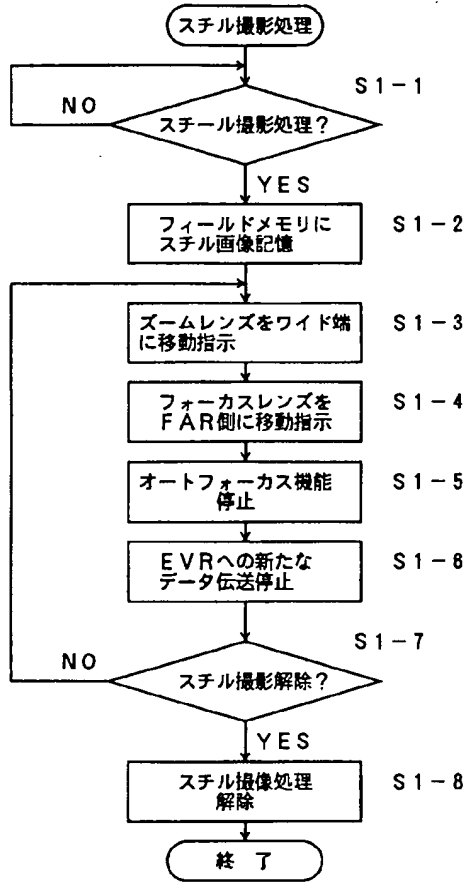 スチル撮影処理
S1-1
NO
スチール撮影処理?
YES
フィールドメモリに
スチル画像記憶
S1-2
ズームレンズをワイド端
に移動指示
S1-3
フォーカスレンズを
FAR側に移動指示
S1-4
オートフォーカス機能
停止
S1-5
EVRへの新たな
データ伝送停止
S1-6
S1-7
NO
スチル撮影解除?
YES
スチル撮像処理
解除
S1-8
終了